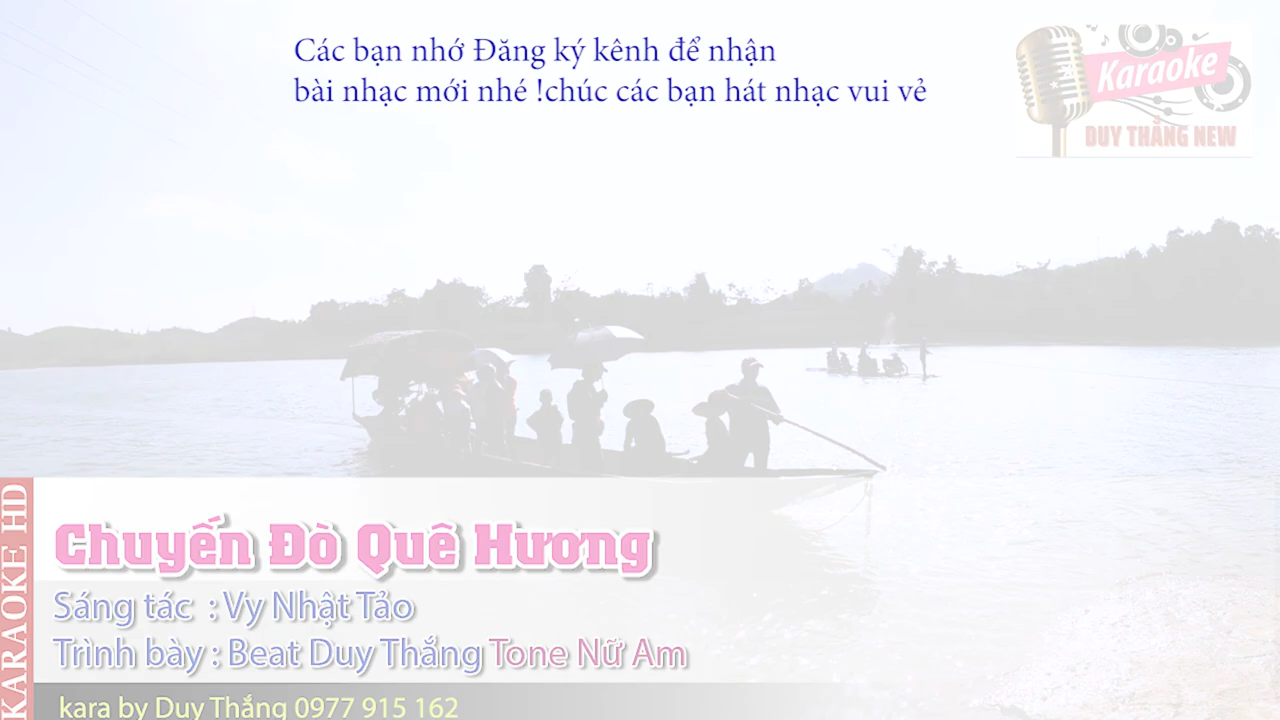 Các bạn nhớ Đăng ký kênh để nhận
bài nhạc mới nhé !chúc các bạn hát nhạc vui vẻ
Karaoke
DUY THẮNG NEW
KARAOKE HD
Chuyến Đò Quê Hương
Sáng tác : Vy Nhật Tảo
Trình bày : Beat Duy Thắng Tone Nữ Am
kara by Duy Thắng 0977 915 162